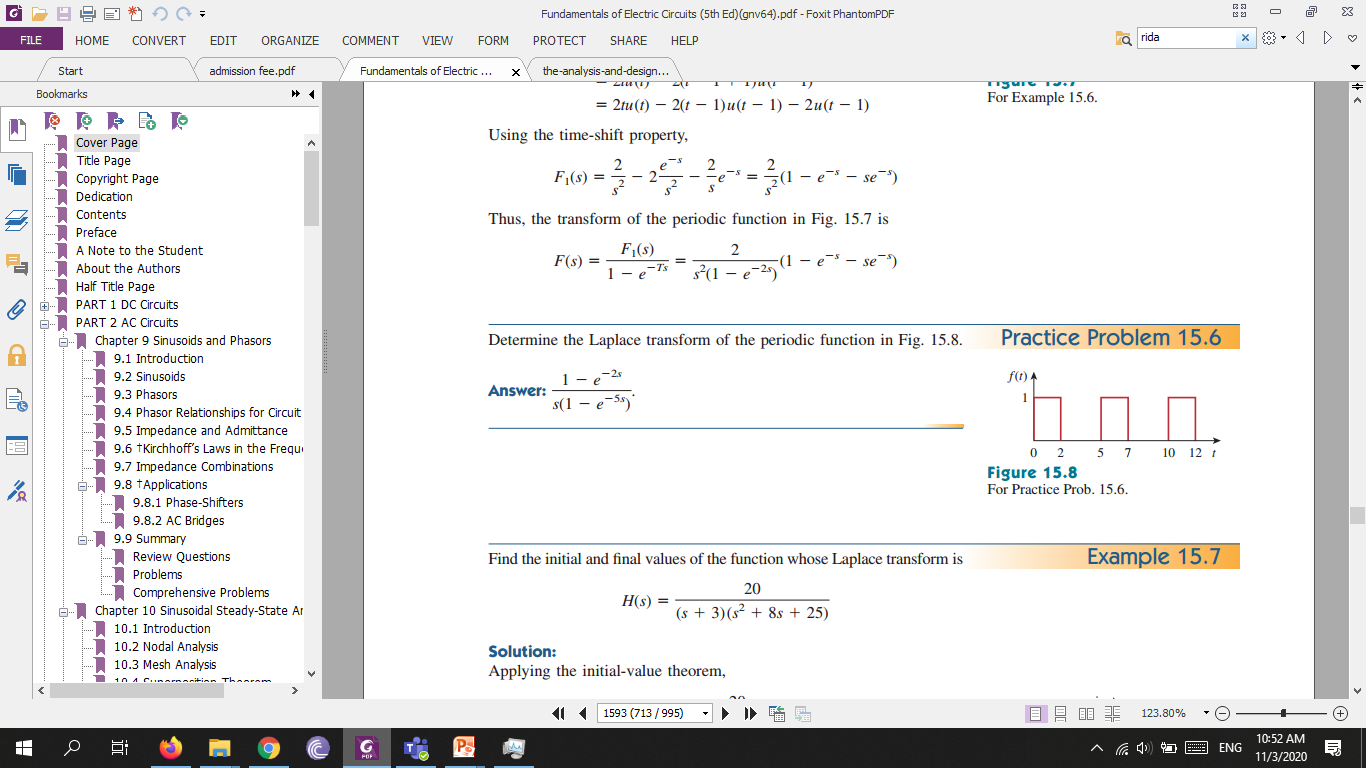 Fundamentals of Electric Circuits (5th Ed)(gnv64).pdf - Foxit PhantomPDF
FILE HOME CONVERT EDIT ORGANIZE COMMENT VIEW FORM PROTECT SHARE HELP
rida
Start admission fee.pdf Fundamentals of Electric ... the-analysis-and-design...
Bookmarks
Cover Page
Title Page
Copyright Page
Dedication
Contents
Preface
A Note to the Student
About the Authors
Half Title Page
PART 1 DC Circuits
PART 2 AC Circuits
Chapter 9 Sinusoids and Phasors
9.1 Introduction
9.2 Sinusoids
9.3 Phasors
9.4 Phasor Relationships for Circuit
9.5 Impedance and Admittance
9.6 †Kirchhoff's Laws in the Frequ
9.7 Impedance Combinations
9.8 †Applications
9.8.1 Phase-Shifters
9.8.2 AC Bridges
9.9 Summary
Review Questions
Problems
Comprehensive Problems
Chapter 10 Sinusoidal Steady-State Ar
10.1 Introduction
10.2 Nodal Analysis
10.3 Mesh Analysis
10.4 Superposition Theorem
= 2tu(t) − 2(t − 1)u(t − 1) − 2u(t − 1)
Figure 15.7
For Example 15.6.
Using the time-shift property,
F₁(s) = 2/s² − 2 e⁻ˢ/s² − 2/s e⁻ˢ = 2/s² (1 − e⁻ˢ − se⁻ˢ)
Thus, the transform of the periodic function in Fig. 15.7 is
F(s) = F₁(s)/(1 − e⁻ᵀˢ) = 2/(s²(1 − e⁻²ˢ)) (1 − e⁻ˢ − se⁻ˢ)
Determine the Laplace transform of the periodic function in Fig. 15.8.
Practice Problem 15.6
Answer: (1 − e⁻²ˢ)/(s(1 − e⁻⁵ˢ)).
f(t)
1
0 2 5 7 10 12 t
Figure 15.8
For Practice Prob. 15.6.
Find the initial and final values of the function whose Laplace transform is
Example 15.7
H(s) = 20/((s + 3)(s² + 8s + 25))
Solution:
Applying the initial-value theorem,
1593 (713 / 995)
123.80%
PDF
ENG
10:52 AM
11/3/2020